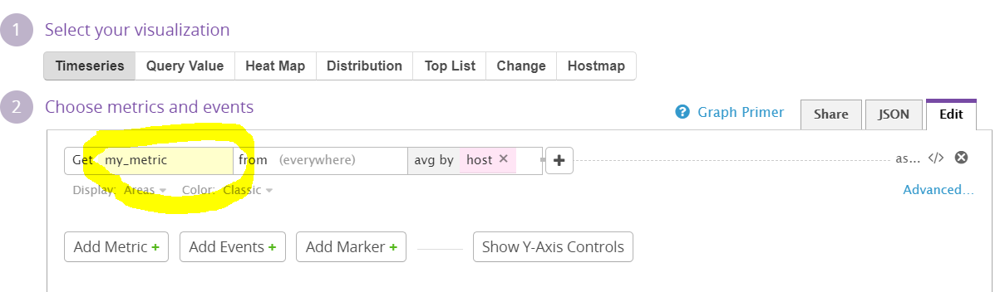 1 Select your visualization
Timeseries Query Value Heat Map Distribution Top List Change Hostmap
2 Choose metrics and events
? Graph Primer Share JSON Edit
Get my_metric from (everywhere) avg by host × + as... </> ×
Display: Areas Color: Classic Advanced...
Add Metric + Add Events + Add Marker + Show Y-Axis Controls